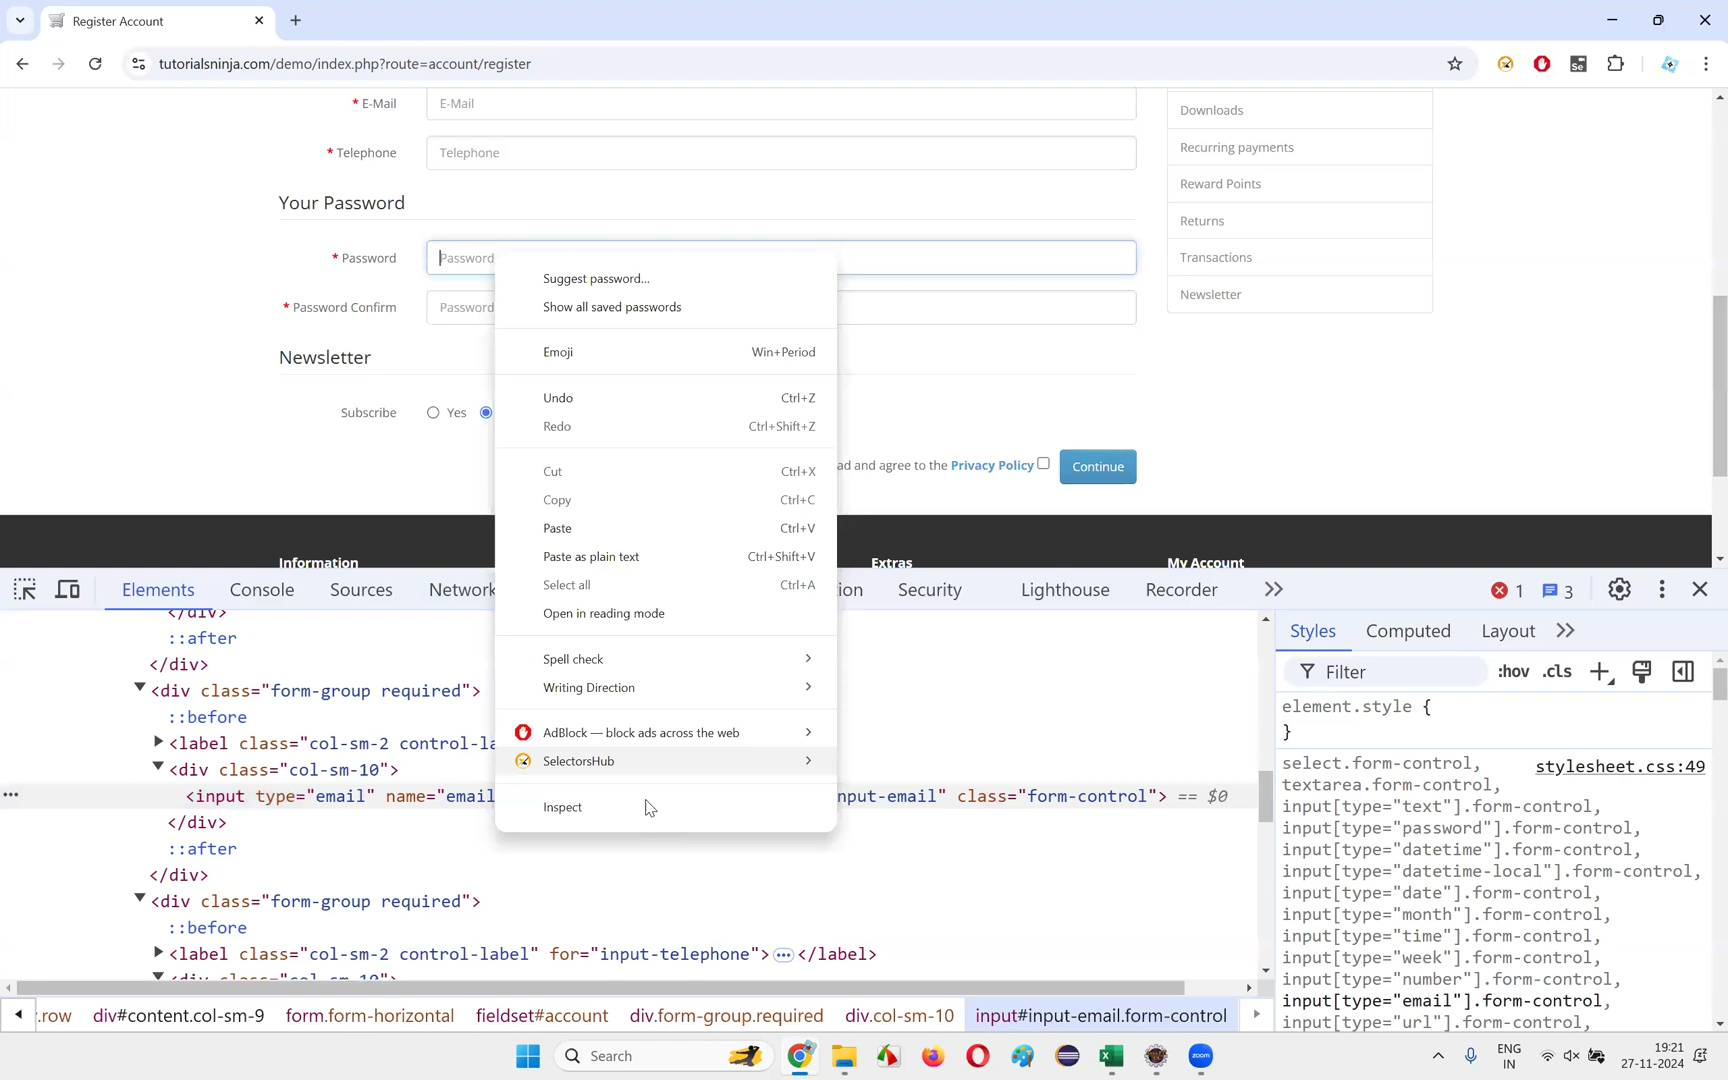 Register Account
tutorialsninja.com/demo/index.php?route=account/register
* E-Mail
E-Mail
* Telephone
Telephone
Your Password
* Password
Password
* Password Confirm
Password
Newsletter
Subscribe
Yes
ad and agree to the Privacy Policy
Continue
Downloads
Recurring payments
Reward Points
Returns
Transactions
Newsletter
Information
Extras
My Account
Suggest password...
Show all saved passwords
Emoji Win+Period
Undo Ctrl+Z
Redo Ctrl+Shift+Z
Cut Ctrl+X
Copy Ctrl+C
Paste Ctrl+V
Paste as plain text Ctrl+Shift+V
Select all Ctrl+A
Open in reading mode
Spell check
Writing Direction
AdBlock — block ads across the web
SelectorsHub
Inspect
Elements Console Sources Network ion Security Lighthouse Recorder 1 3
</div>
::after
</div>
<div class="form-group required">
::before
<label class="col-sm-2 control-la
<div class="col-sm-10">
<input type="email" name="email nput-email" class="form-control"> == $0
</div>
::after
</div>
<div class="form-group required">
::before
<label class="col-sm-2 control-label" for="input-telephone"> ••• </label>
<div class="col-sm-10">
.row div#content.col-sm-9 form.form-horizontal fieldset#account div.form-group.required div.col-sm-10 input#input-email.form-control
Styles Computed Layout
Filter :hov .cls
element.style {
}
select.form-control, stylesheet.css:49
textarea.form-control,
input[type="text"].form-control,
input[type="password"].form-control,
input[type="datetime"].form-control,
input[type="datetime-local"].form-control,
input[type="date"].form-control,
input[type="month"].form-control,
input[type="time"].form-control,
input[type="week"].form-control,
input[type="number"].form-control,
input[type="email"].form-control,
input[type="url"].form-control,
Search
zoom
ENG
IN
19:21
27-11-2024